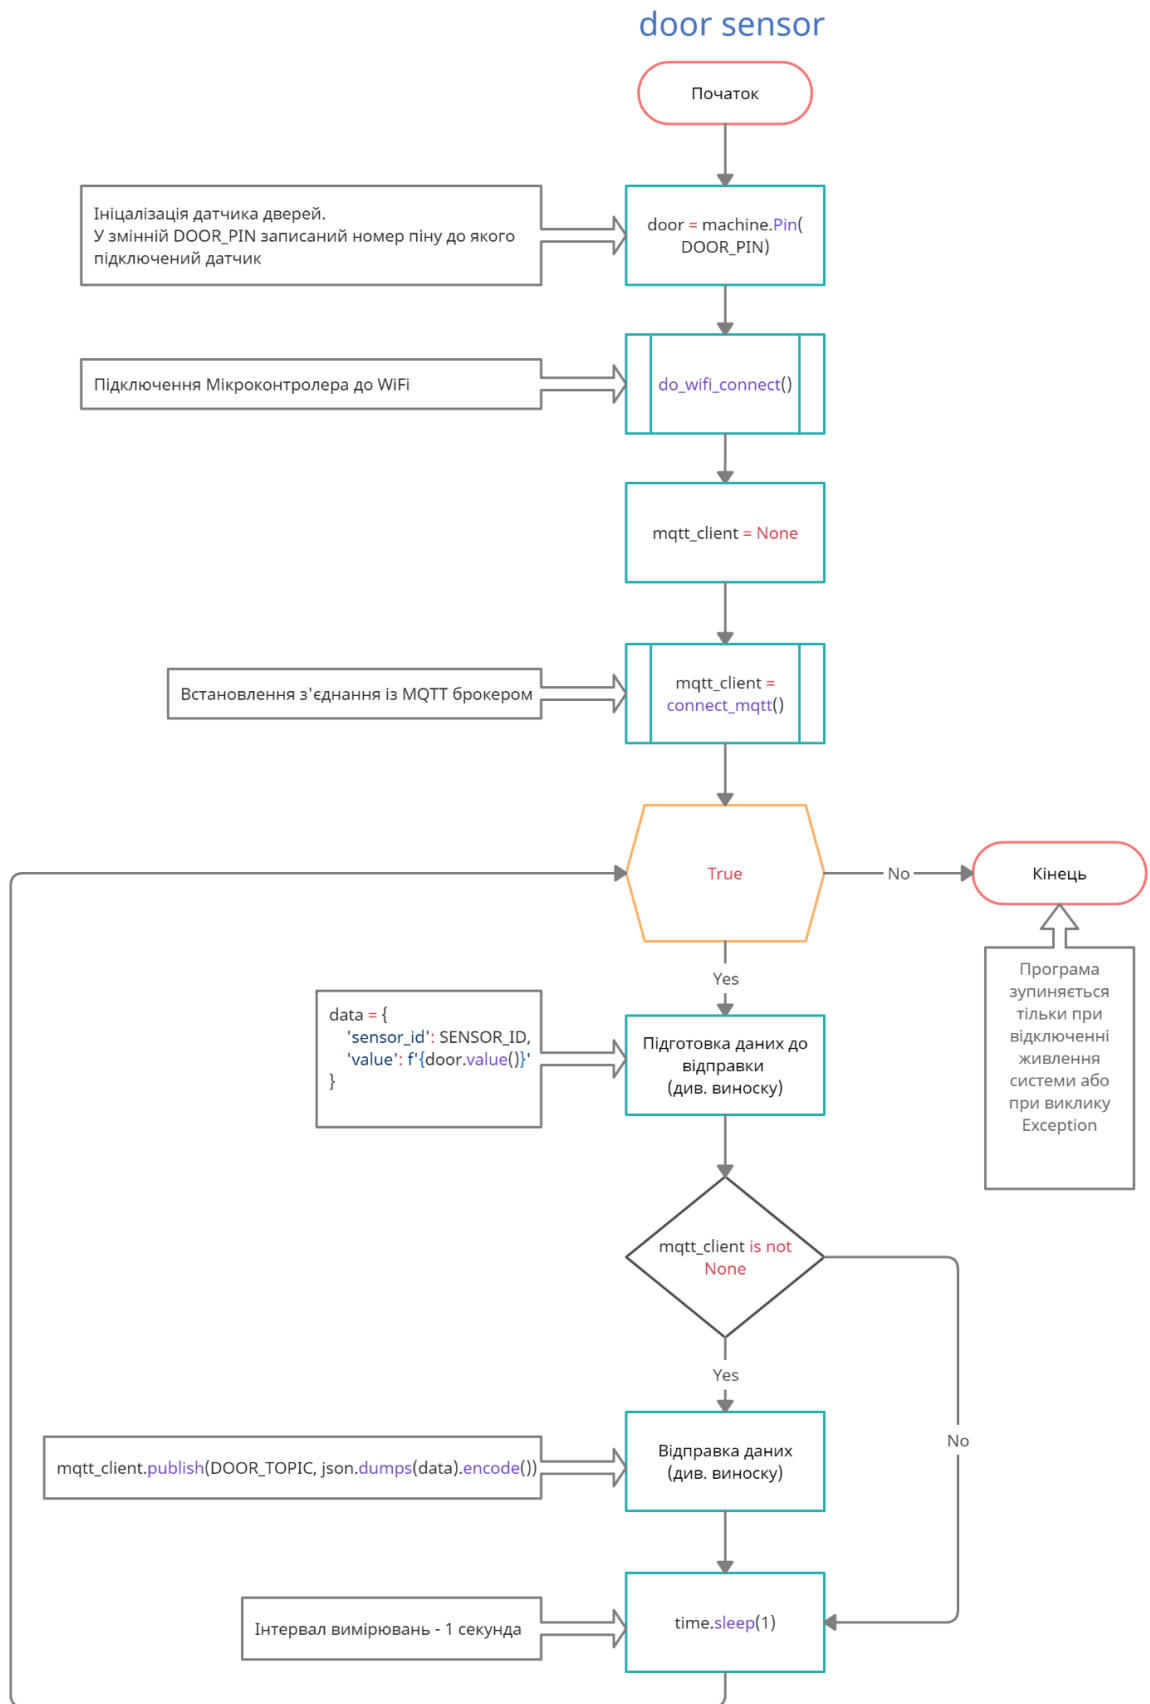 door sensor
Початок
Ініцалізація датчика дверей.
У змінній DOOR_PIN записаний номер піну до якого
підключений датчик
door = machine.Pin(
DOOR_PIN)
Підключення Мікроконтролера до WiFi
do_wifi_connect()
mqtt_client = None
Встановлення з'єднання із MQTT брокером
mqtt_client =
connect_mqtt()
True
No
Кінець
Yes
Програма
зупиняється
тільки при
відключенні
живлення
системи або
при виклику
Exception
data = {
'sensor_id': SENSOR_ID,
'value': f'{door.value()}'
}
Підготовка даних до
відправки
(див. виноску)
mqtt_client is not
None
Yes
No
mqtt_client.publish(DOOR_TOPIC, json.dumps(data).encode())
Відправка даних
(див. виноску)
Інтервал вимірювань - 1 секунда
time.sleep(1)